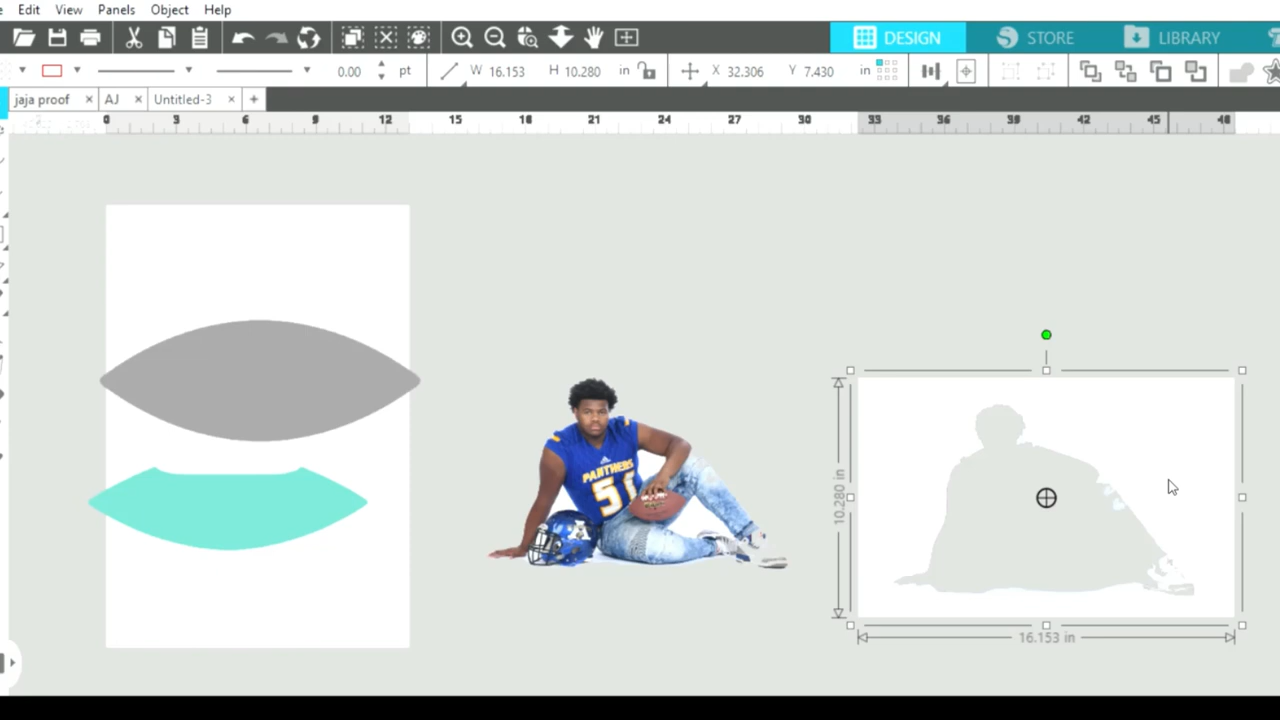 Edit View Panels Object Help
DESIGN STORE LIBRARY
0.00 pt W 16.153 H 10.280 in X 32.306 Y 7.430 in
jaja proof × AJ × Untitled-3 × +
0 3 6 9 12 15 18 21 24 27 30 33 36 39 42 45 48
PANTHERS
10.280 in
16.153 in